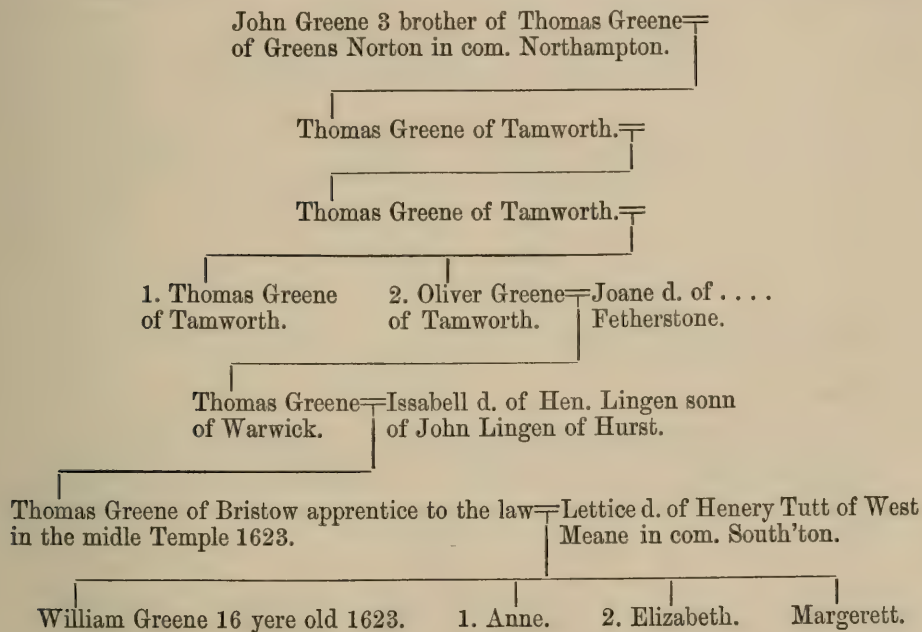 John Greene 3 brother of Thomas Greene
of Greens Norton in com. Northampton.
Thomas Greene of Tamworth.
Thomas Greene of Tamworth.
1. Thomas Greene
of Tamworth.
2. Oliver Greene
of Tamworth.
Joane d. of . . . .
Fetherstone.
Thomas Greene
of Warwick.
Issabell d. of Hen. Lingen sonn
of John Lingen of Hurst.
Thomas Greene of Bristow apprentice to the law
in the midle Temple 1623.
Lettice d. of Henery Tutt of West
Meane in com. South'ton.
William Greene 16 yere old 1623.
1. Anne.
2. Elizabeth.
Margerett.